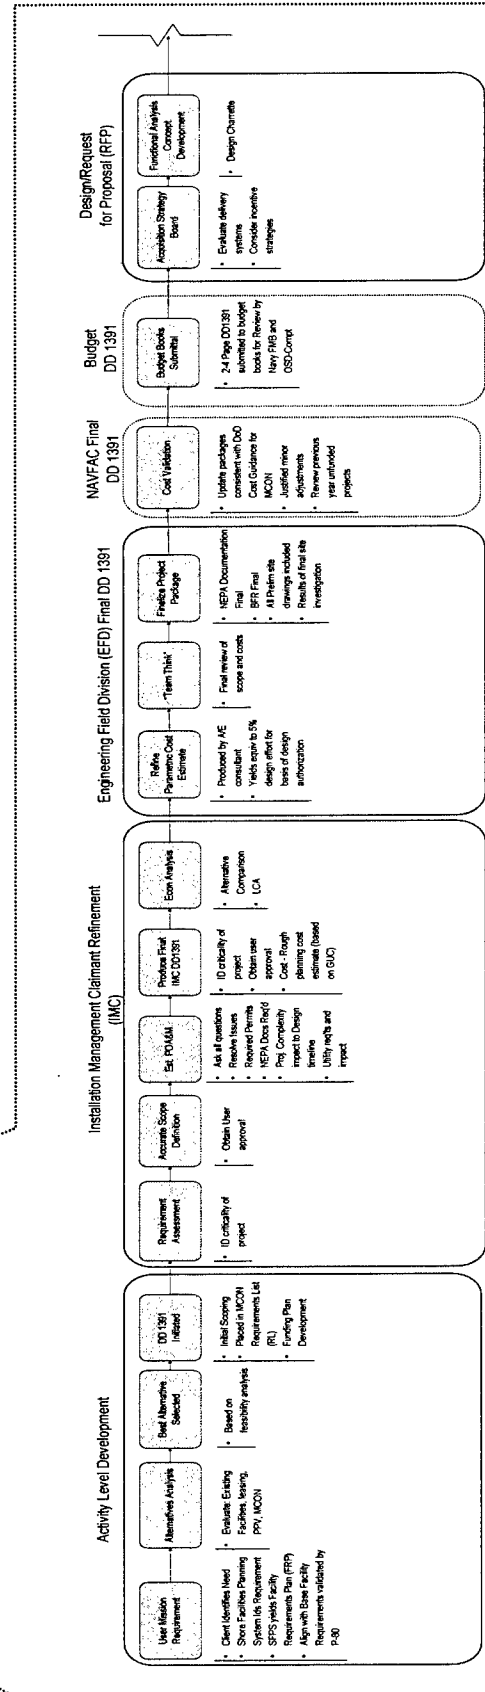 Activity Level Development
User Mission
Requirement
Client Identifies Need
Shore Facilities Planning
System Ids Requirement
SFPS yields Facility
Requirements Plan (FRP)
Align with Base Facility
Requirements validated by
P-80
Alternatives Analysis
Evaluate: Existing
Facilities, leasing,
PPV, MCON
Best Alternative
Selected
Based on
feasibility analysis
DD 1391
Initiated
Initial Scoping
Placed in MCON
Requirements List
(RL)
Funding Plan
Development
Installation Management Claimant Refinement
(IMC)
Requirement
Assessment
ID criticality of
project
Accurate Scope
Definition
Obtain User
approval
Est. POA&M
Ask all questions
Resolve Issues
Required Permits
NEPA Docs Req'd
Proj. Complexity
impact to Design
timeline
Utility req'ts and
impact
Produce Final
IMC DD1391
ID criticality of
project
Obtain user
approval
Cost - Rough
planning cost
estimate (based
on GUC)
Econ Analysis
Alternative
Comparison
LCA
Engineering Field Division (EFD) Final DD 1391
Refine
Parametric Cost
Estimate
Produced by A/E
consultant
Yields equiv to 5%
design effort for
basis of design
authorization
"Team Think"
Final review of
scope and costs
Finalize Project
Package
NEPA Documentation
Final
BFR Final
All Prelim site
drawings included
Results of final site
investigation
NAVFAC Final
DD 1391
Cost Validation
Update packages
consistent with DoD
Cost Guidance for
MCON
Justified minor
adjustments
Review previous
year unfunded
projects
Budget
DD 1391
Budget Books
Submittal
2-4 Page DD1391
submitted to budget
books for Review by
Navy FMB and
OSD-Compt
Design/Request
for Proposal (RFP)
Acquisition Strategy
Board
Evaluate delivery
systems
Consider incentive
strategies
Functional Analysis
Concept
Development
Design Charrette